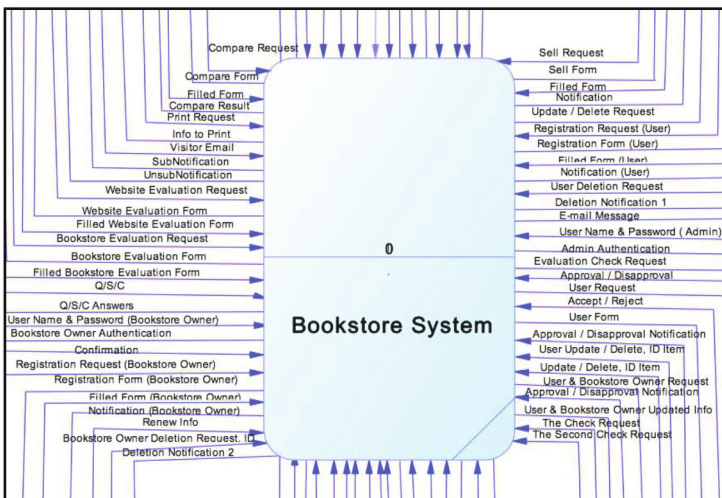 Compare Request
Compare Form
Filled Form
Compare Result
Print Request
Info to Print
Visitor Email
SubNotification
UnsubNotification
Website Evaluation Request
Website Evaluation Form
Filled Website Evaluation Form
Bookstore Evaluation Request
Bookstore Evaluation Form
Filled Bookstore Evaluation Form
Q/S/C
Q/S/C Answers
User Name & Password (Bookstore Owner)
Bookstore Owner Authentication
Confirmation
Registration Request (Bookstore Owner)
Registration Form (Bookstore Owner)
Filled Form (Bookstore Owner)
Notification (Bookstore Owner)
Renew Info
Bookstore Owner Deletion Request. ID
Deletion Notification 2
0
Bookstore System
Sell Request
Sell Form
Filled Form
Notification
Update / Delete Request
Registration Request (User)
Registration Form (User)
Filled Form (User)
Notification (User)
User Deletion Request
Deletion Notification 1
E-mail Message
User Name & Password ( Admin)
Admin Authentication
Evaluation Check Request
Approval / Disapproval
User Request
Accept / Reject
User Form
Approval / Disapproval Notification
User Update / Delete, ID Item
Update / Delete, ID Item
User & Bookstore Owner Request
Approval / Disapproval Notification
User & Bookstore Owner Updated Info
The Check Request
The Second Check Request